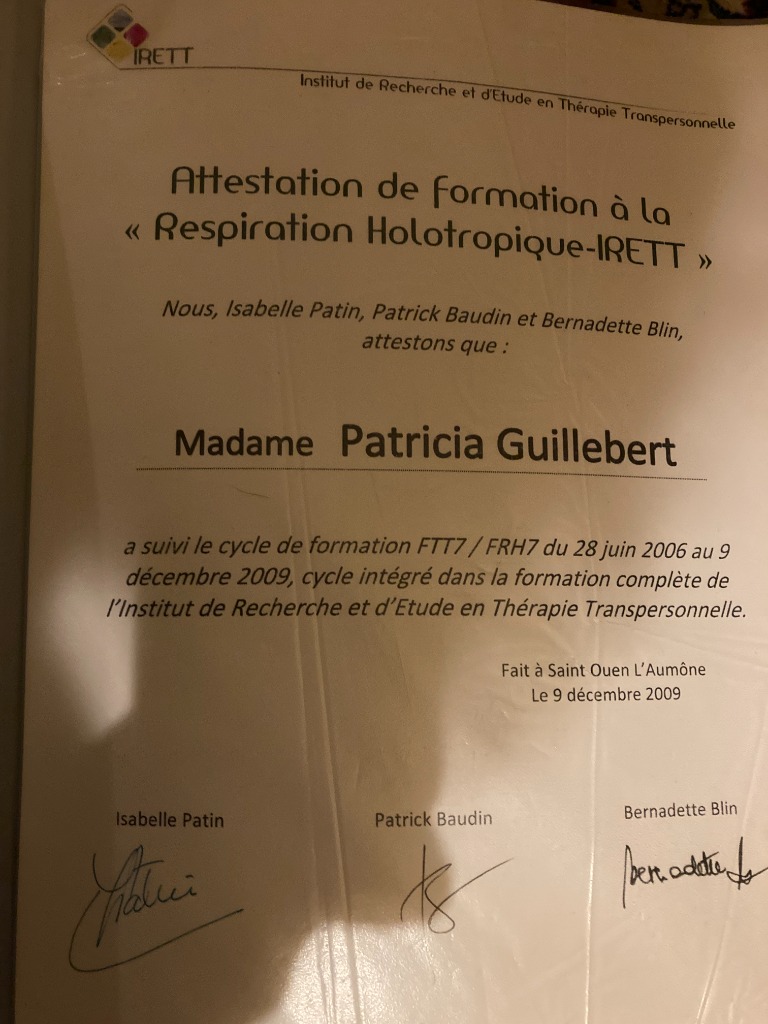 IRETT
Institut de Recherche et d'Etude en Thérapie Transpersonnelle
Attestation de formation à la
« Respiration Holotropique-IRETT »
Nous, Isabelle Patin, Patrick Baudin et Bernadette Blin,
attestons que :
Madame Patricia Guillebert
a suivi le cycle de formation FTT7 / FRH7 du 28 juin 2006 au 9
décembre 2009, cycle intégré dans la formation complète de
l'Institut de Recherche et d'Etude en Thérapie Transpersonnelle.
Fait à Saint Ouen L'Aumône
Le 9 décembre 2009
Isabelle Patin Patrick Baudin Bernadette Blin